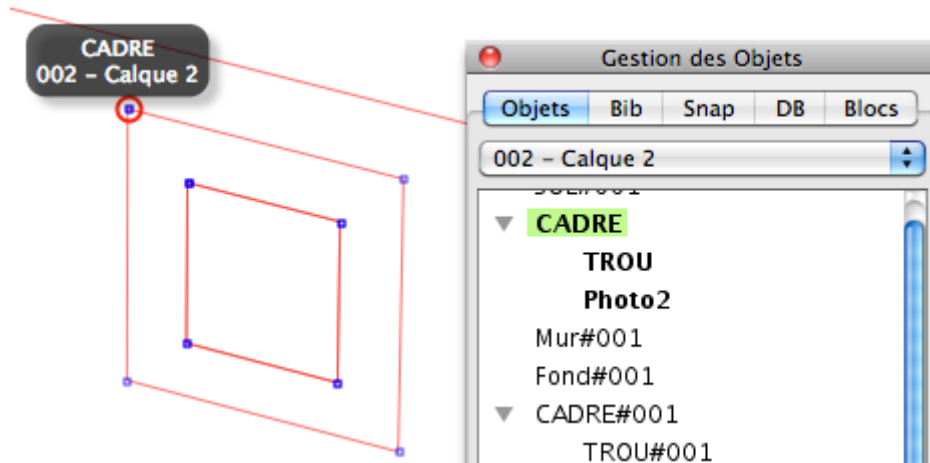 CADRE
002 – Calque 2
Gestion des Objets
Objets Bib Snap DB Blocs
002 – Calque 2
CADRE
TROU
Photo2
Mur#001
Fond#001
CADRE#001
TROU#001